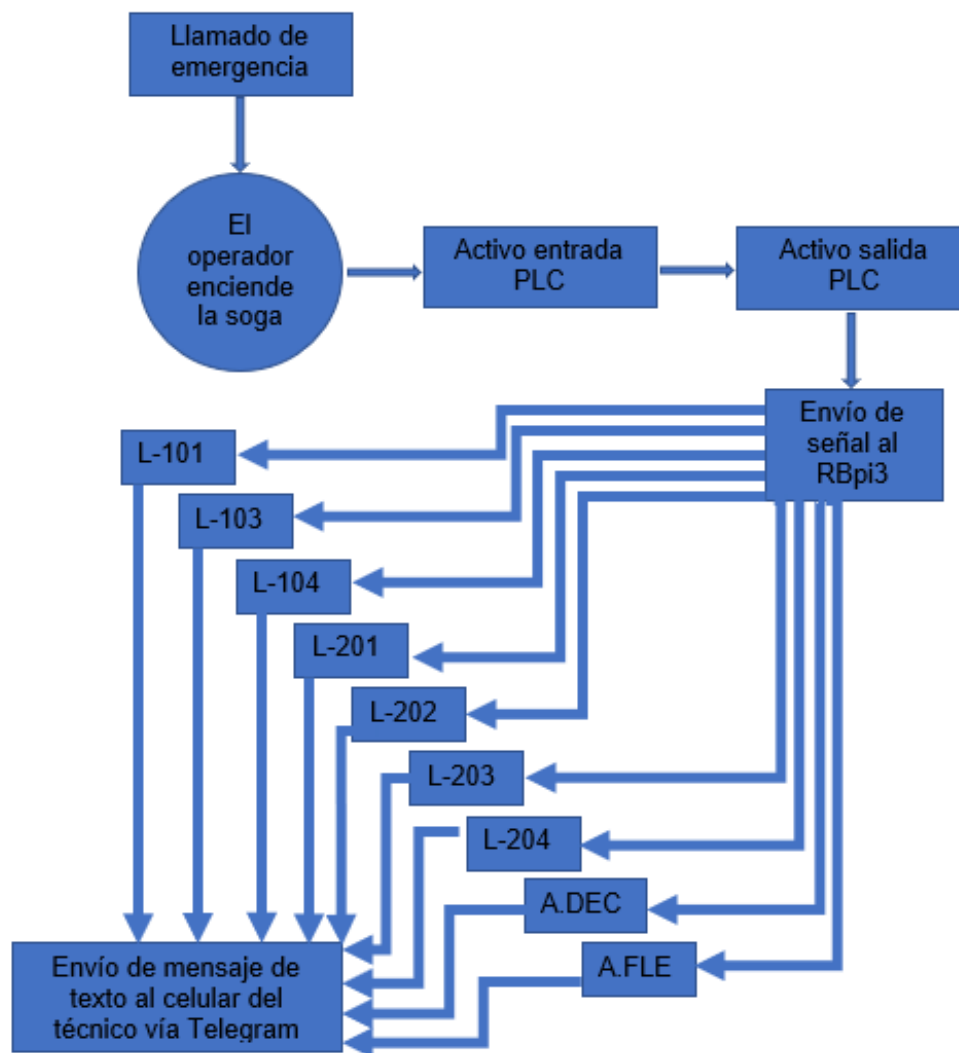 Llamado de
emergencia
El
operador
enciende
la soga
Activo entrada
PLC
Activo salida
PLC
Envío de
señal al
RBpi3
L-101
L-103
L-104
L-201
L-202
L-203
L-204
A.DEC
A.FLE
Envío de mensaje de
texto al celular del
técnico vía Telegram